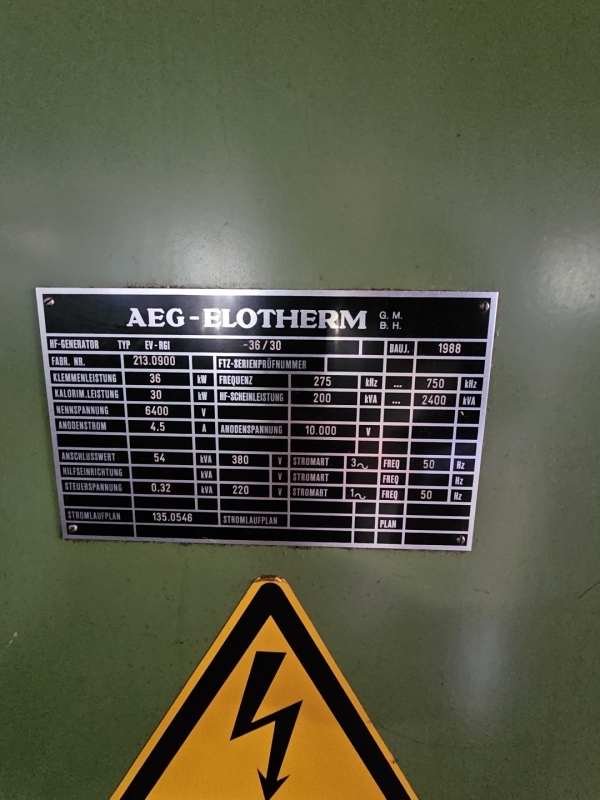 AEG-ELOTHERM G. M. B. H.
HF-GENERATOR TYP EV-RGI -36/30 BAUJ. 1988
FABR. NR. 213.0900 FTZ-SERIENPRÜFNUMMER
KLEMMENLEISTUNG 36 kW FREQUENZ 275 kHz ... 750 kHz
KALORIM.LEISTUNG 30 kW HF-SCHEINLEISTUNG 200 kVA ... 2400 kVA
NENNSPANNUNG 6400 V
ANODENSTROM 4,5 A ANODENSPANNUNG 10.000 V
ANSCHLUSSWERT 54 kVA 380 V STROMART 3~ FREQ 50 Hz
HILFSEINRICHTUNG kVA V STROMART FREQ Hz
STEUERSPANNUNG 0.32 kVA 220 V STROMART 1~ FREQ 50 Hz
STROMLAUFPLAN 135.0546 STROMLAUFPLAN PLAN